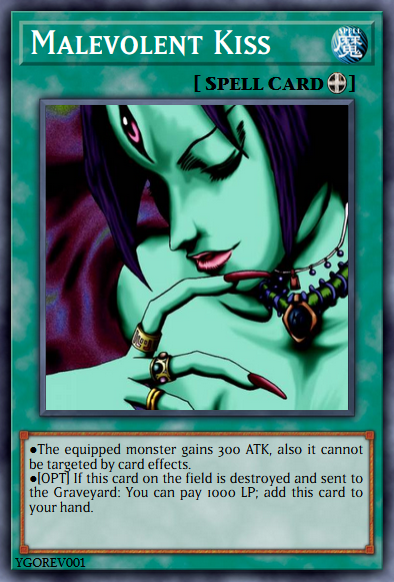 Malevolent Kiss
SPELL
魔
[ Spell Card ]
●The equipped monster gains 300 ATK, also it cannot
be targeted by card effects.
●[OPT] If this card on the field is destroyed and sent to
the Graveyard: You can pay 1000 LP; add this card to
your hand.
YGOREV001